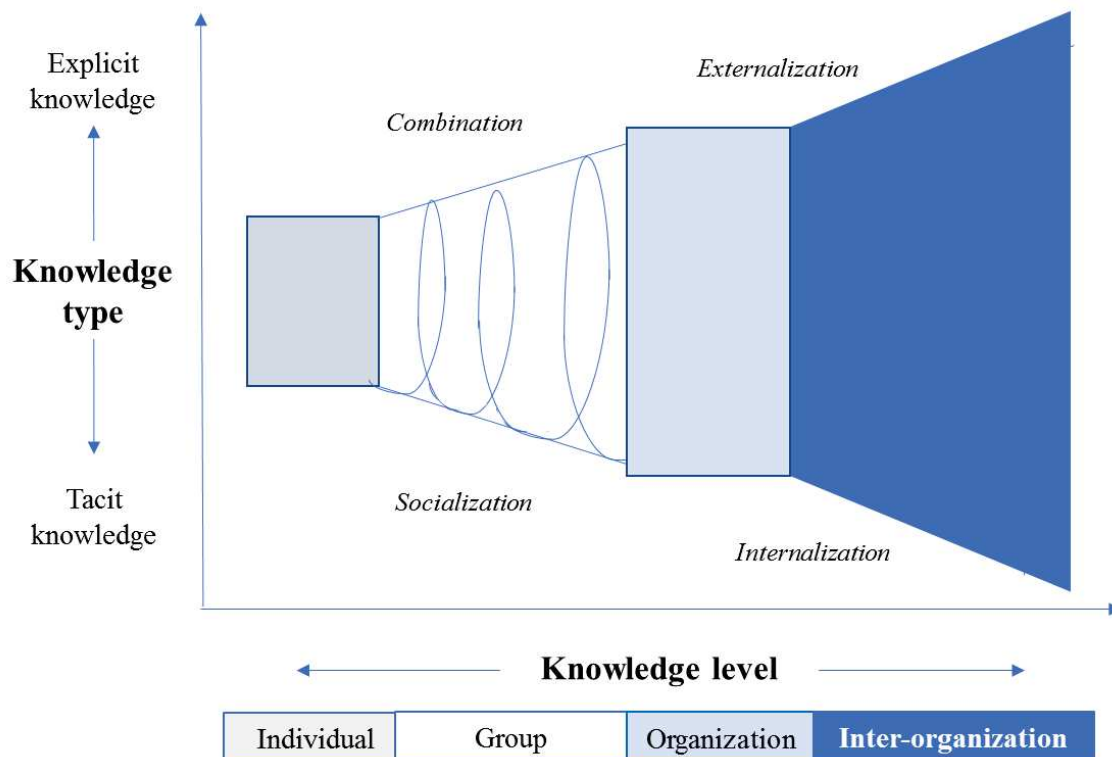 Explicit
knowledge
Externalization
Combination
Knowledge
type
Tacit
knowledge
Socialization
Internalization
Knowledge level
Individual
Group
Organization
Inter-organization